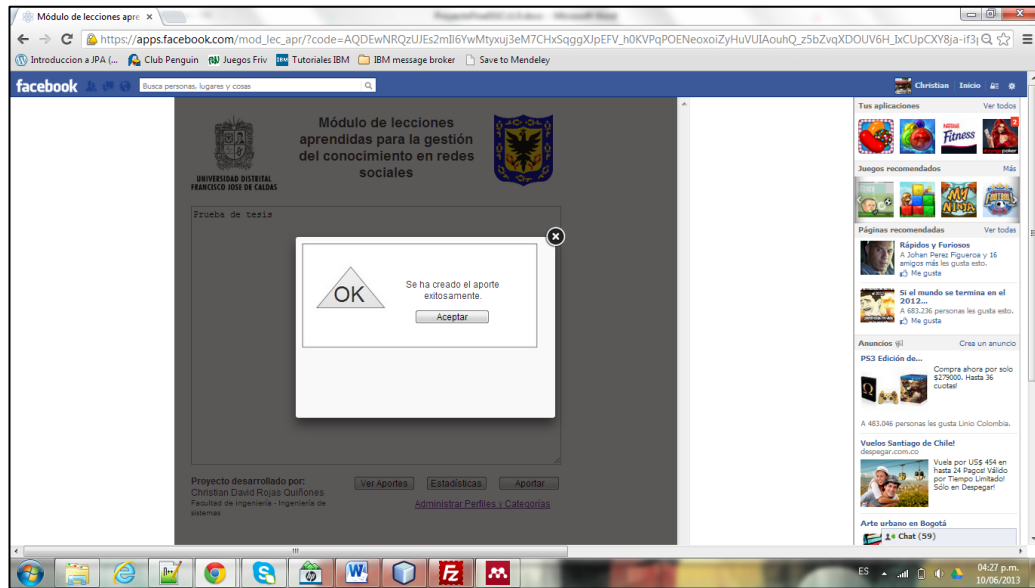 Módulo de lecciones apre
https://apps.facebook.com/mod_lec_apr/?code=
Introduccion a JPA (...
Club Penguin
Juegos Friv
Tutoriales IBM
IBM message broker
Save to Mendeley
facebook
Busca personas, lugares y cosas
Christian
Inicio
Módulo de lecciones
aprendidas para la gestión
del conocimiento en redes
sociales
UNIVERSIDAD DISTRITAL
FRANCISCO JOSE DE CALDAS
Prueba de tesis
OK
Se ha creado el aporte
exitosamente.
Aceptar
Proyecto desarrollado por:
Christian David Rojas Quiñones
Facultad de Ingeniería - Ingeniería de
sistemas
Ver Aportes
Estadísticas
Aportar
Administrar Perfiles y Categorías
Tus aplicaciones
Ver todos
Fitness
2
poker
Juegos recomendados
Más
MY
NINJA
Páginas recomendadas
Ver todas
Rápidos y Furiosos
A Johan Perez Figueroa y 16
amigos más les gusta esto.
Me gusta
Si el mundo se termina en el
2012...
A 683.236 personas les gusta esto.
Me gusta
Anuncios
Crea un anuncio
PS3 Edición de...
Compra ahora por solo
$279000. Hasta 36
cuotas!
A 483.046 personas les gusta Linio Colombia.
Vuelos Santiago de Chile!
despegar.com.co
Vuela por US$ 454 en
hasta 24 Pagos! Válido
por Tiempo Limitado!
Sólo en Despegar!
Arte urbano en Bogotá
Chat (59)
ES
04:27 p.m.
10/06/2013